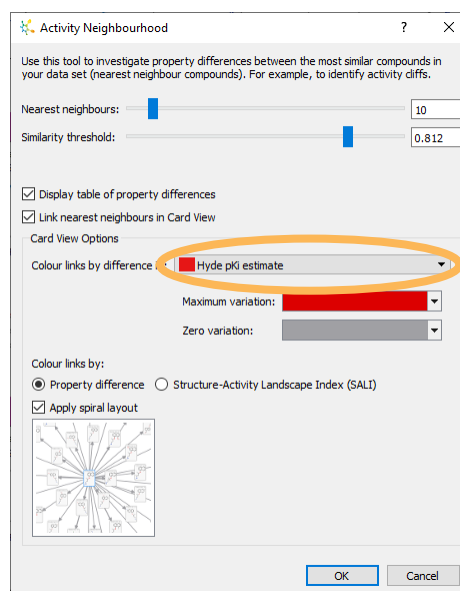 Activity Neighbourhood
Use this tool to investigate property differences between the most similar compounds in
your data set (nearest neighbour compounds). For example, to identify activity cliffs.
Nearest neighbours:
10
Similarity threshold:
0.812
Display table of property differences
Link nearest neighbours in Card View
Card View Options
Colour links by difference
Hyde pKi estimate
Maximum variation:
Zero variation:
Colour links by:
Property difference
Structure-Activity Landscape Index (SALI)
Apply spiral layout
OK
Cancel